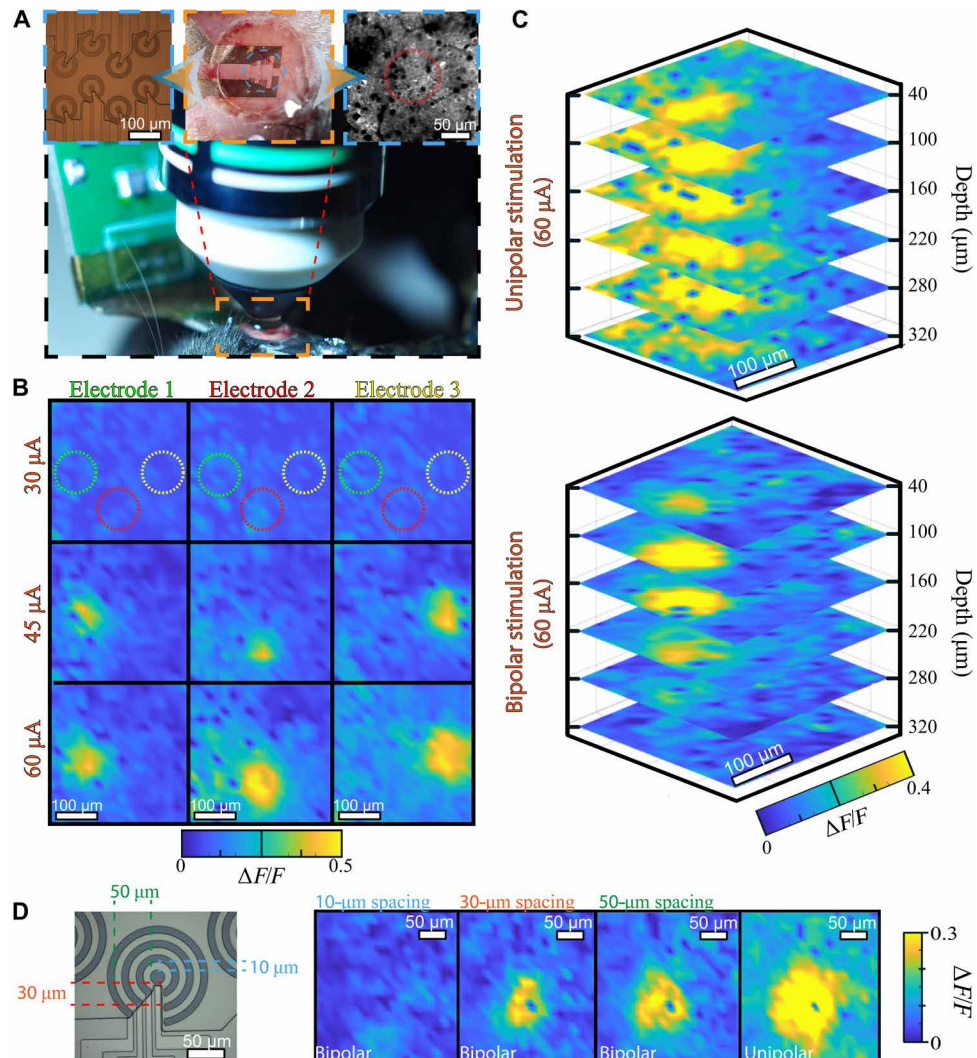 A
100 μm
50 μm
B
Electrode 1 Electrode 2 Electrode 3
30 μA
45 μA
60 μA
100 μm 100 μm 100 μm
0 0.5
ΔF/F
C
Unipolar stimulation
(60 μA)
40
100
160
220
280
320
Depth (μm)
100 μm
Bipolar stimulation
(60 μA)
40
100
160
220
280
320
Depth (μm)
100 μm
0 0.4
ΔF/F
D
50 μm
10 μm
30 μm
50 μm
10-μm spacing 30-μm spacing 50-μm spacing
50 μm 50 μm 50 μm 50 μm
Bipolar Bipolar Bipolar Unipolar
0.3
0
ΔF/F